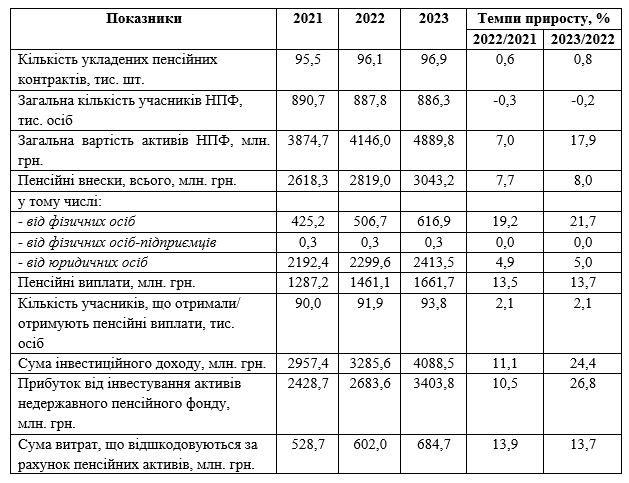 Показники 2021 2022 2023 Темпи приросту, %
2022/2021 2023/2022
Кількість укладених пенсійних
контрактів, тис. шт. 95,5 96,1 96,9 0,6 0,8
Загальна кількість учасників НПФ,
тис. осіб 890,7 887,8 886,3 -0,3 -0,2
Загальна вартість активів НПФ, млн.
грн. 3874,7 4146,0 4889,8 7,0 17,9
Пенсійні внески, всього, млн. грн. 2618,3 2819,0 3043,2 7,7 8,0
у тому числі:
- від фізичних осіб 425,2 506,7 616,9 19,2 21,7
- від фізичних осіб-підприємців 0,3 0,3 0,3 0,0 0,0
- від юридичних осіб 2192,4 2299,6 2413,5 4,9 5,0
Пенсійні виплати, млн. грн. 1287,2 1461,1 1661,7 13,5 13,7
Кількість учасників, що отримали/
отримують пенсійні виплати, тис.
осіб 90,0 91,9 93,8 2,1 2,1
Сума інвестиційного доходу, млн. грн. 2957,4 3285,6 4088,5 11,1 24,4
Прибуток від інвестування активів
недержавного пенсійного фонду,
млн. грн. 2428,7 2683,6 3403,8 10,5 26,8
Сума витрат, що відшкодовуються за
рахунок пенсійних активів, млн. грн. 528,7 602,0 684,7 13,9 13,7